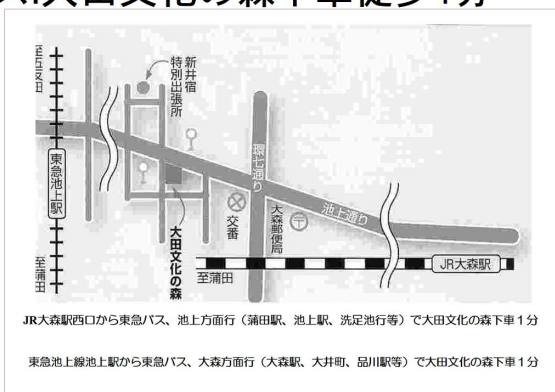 大田文化の森下車徒歩1分
至五反田
新井宿
特別出張所
環七通り
東急池上駅
池上通り
交番
大森郵便局
〒
大田文化の森
至蒲田
至蒲田
JR大森駅
JR大森駅西口から東急バス、池上方面行（蒲田駅、池上駅、洗足池行等）で大田文化の森下車１分
東急池上線池上駅から東急バス、大森方面行（大森駅、大井町、品川駅等）で大田文化の森下車１分